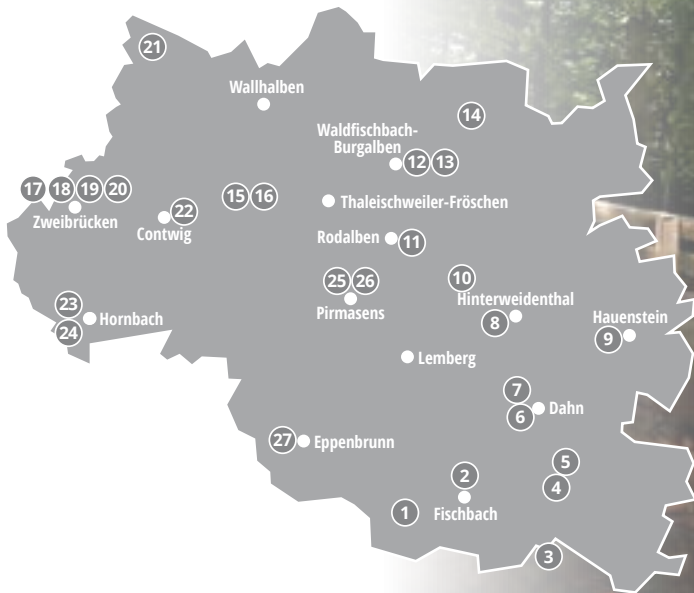 21
Wallhalben
14
Waldfischbach-
Burgalben
12 13
17 18 19 20
Zweibrücken
22
Contwig
15 16
Thaleischweiler-Fröschen
Rodalben
11
10
25 26
Pirmasens
Hinterweidenthal
8
Hauenstein
9
23
24
Hornbach
Lemberg
7
6
Dahn
27
Eppenbrunn
5
4
2
Fischbach
1
3